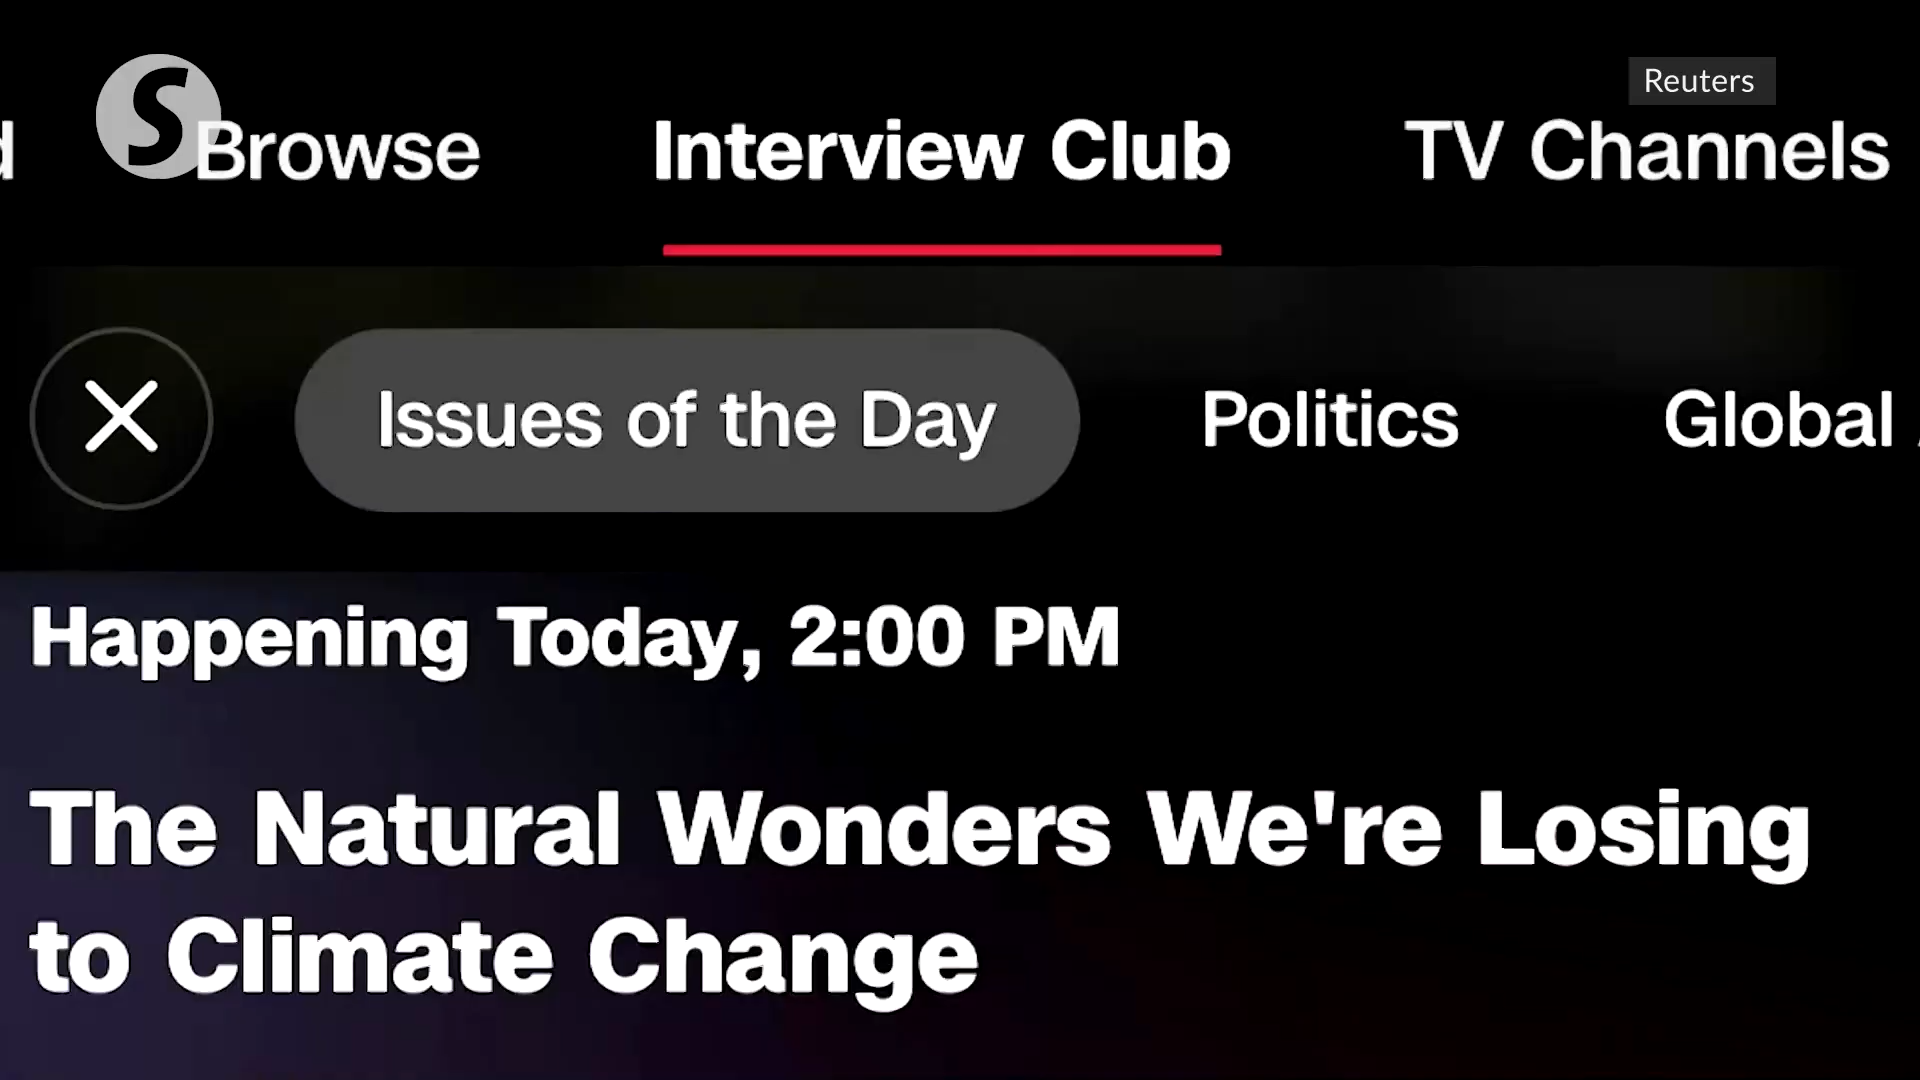 Reuters
S
d Browse Interview Club TV Channels
Issues of the Day Politics Global
Happening Today, 2:00 PM
The Natural Wonders We're Losing
to Climate Change